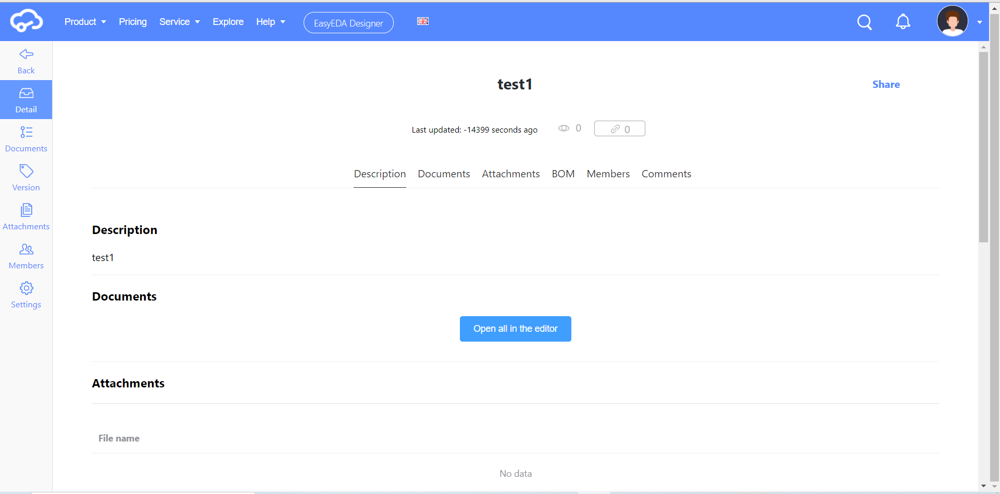 Product Pricing Service Explore Help EasyEDA Designer
Back
Detail
Documents
Version
Attachments
Members
Settings
test1
Share
Last updated: -14399 seconds ago 0 0
Description Documents Attachments BOM Members Comments
Description
test1
Documents
Open all in the editor
Attachments
File name
No data